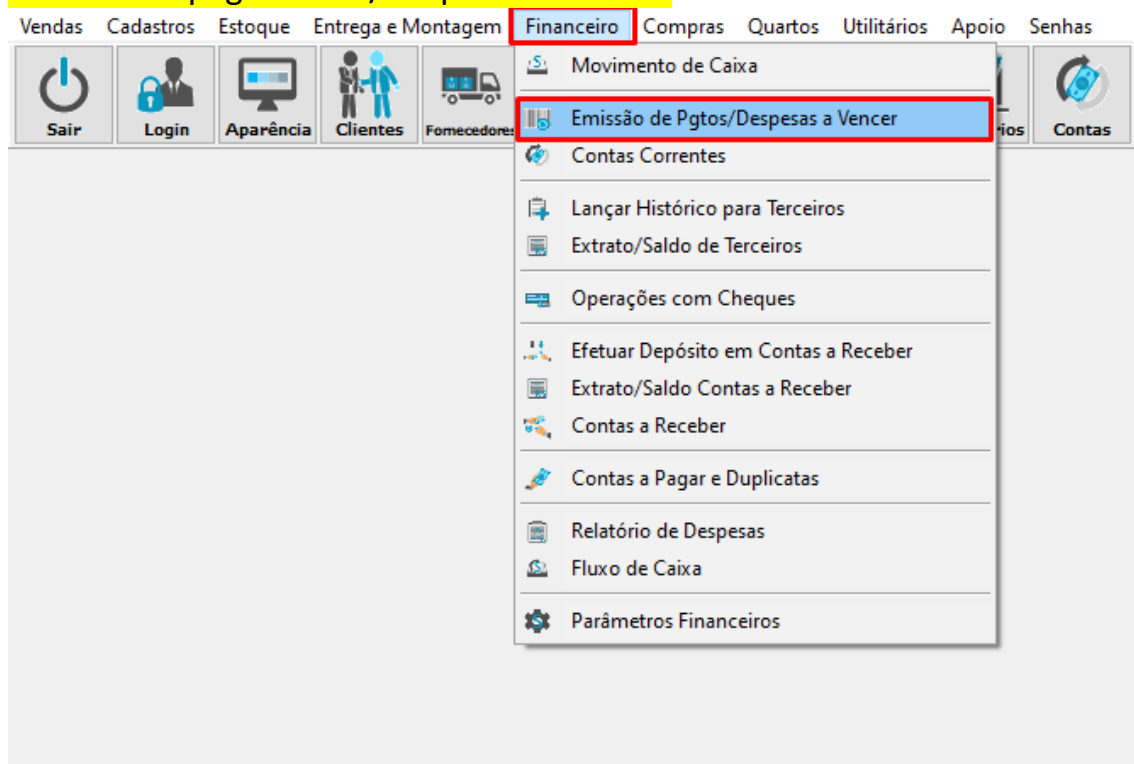 Vendas Cadastros Estoque Entrega e Montagem Financeiro Compras Quartos Utilitários Apoio Senhas
Sair Login Aparência Clientes Fornecedores Contas
Movimento de Caixa
Emissão de Pgtos/Despesas a Vencer
Contas Correntes
Lançar Histórico para Terceiros
Extrato/Saldo de Terceiros
Operações com Cheques
Efetuar Depósito em Contas a Receber
Extrato/Saldo Contas a Receber
Contas a Receber
Contas a Pagar e Duplicatas
Relatório de Despesas
Fluxo de Caixa
Parâmetros Financeiros